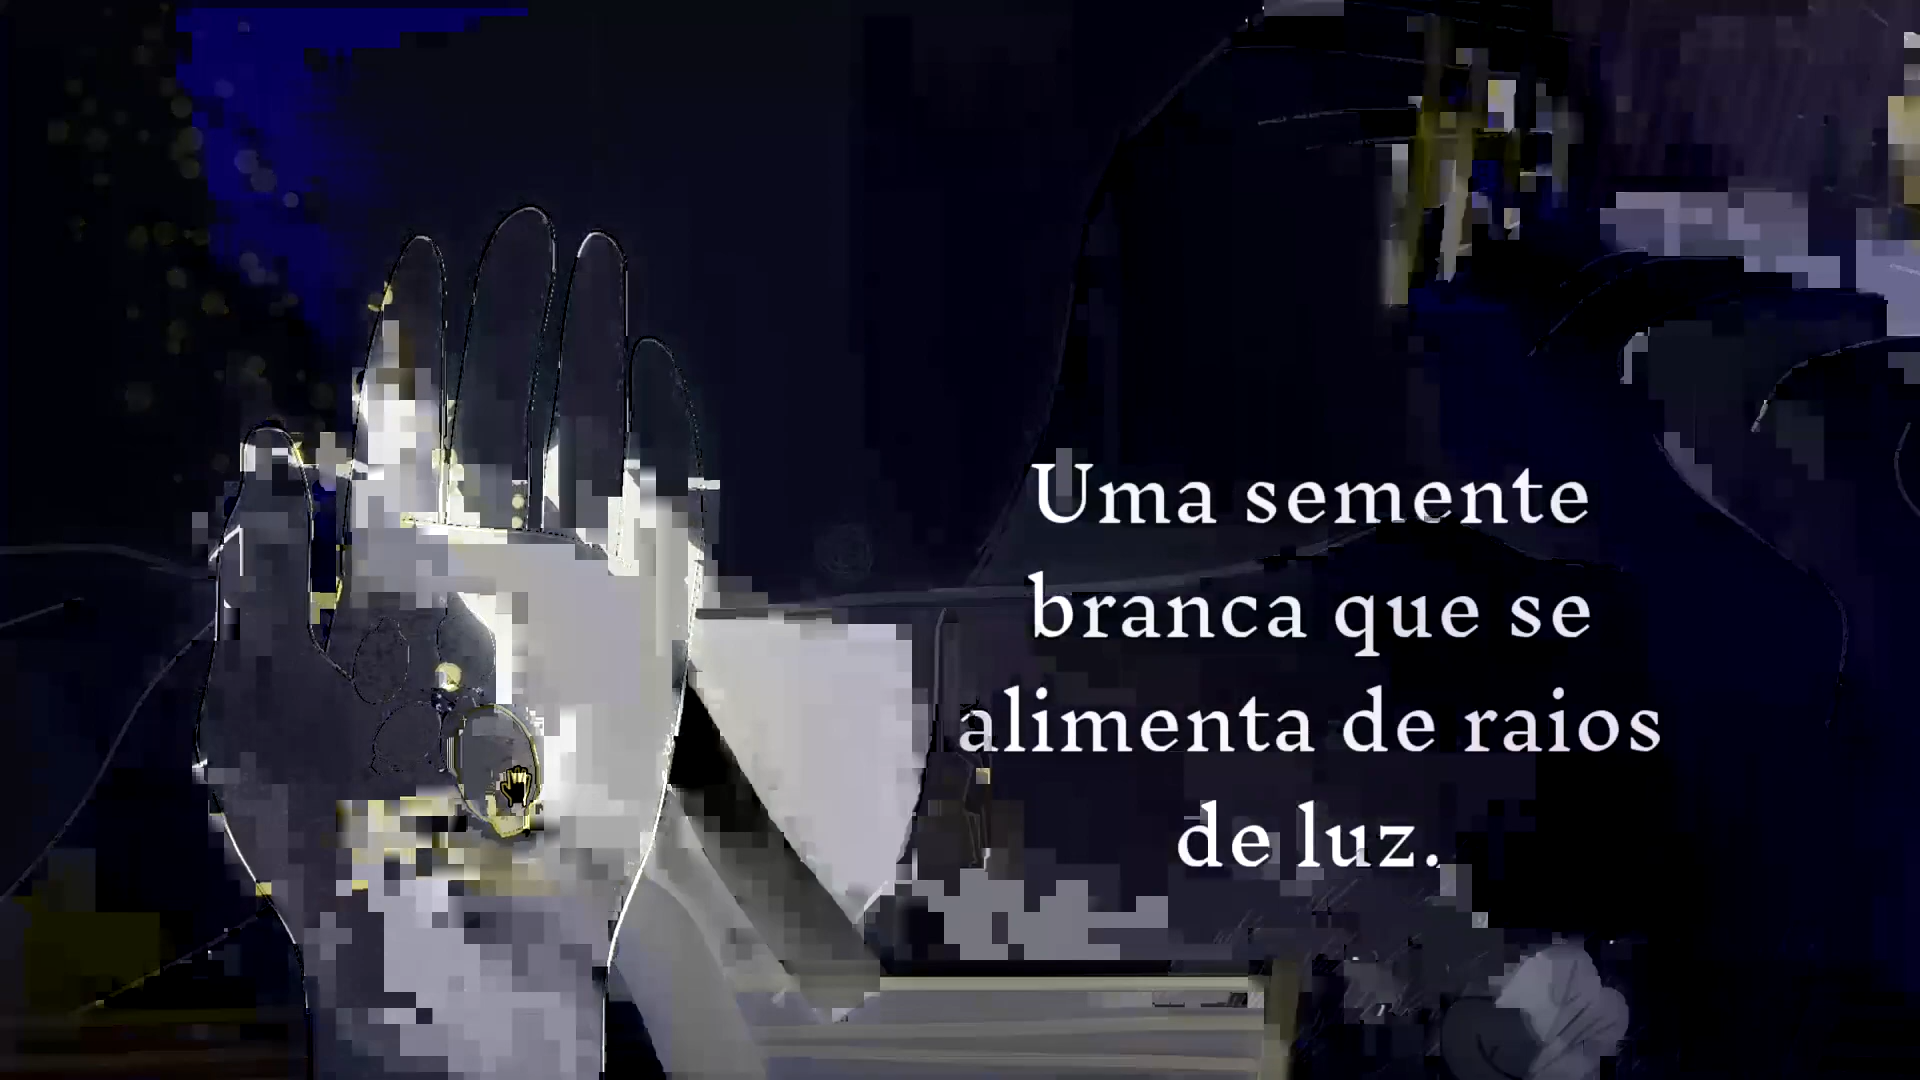 Uma semente
branca que se
alimenta de raios
de luz.